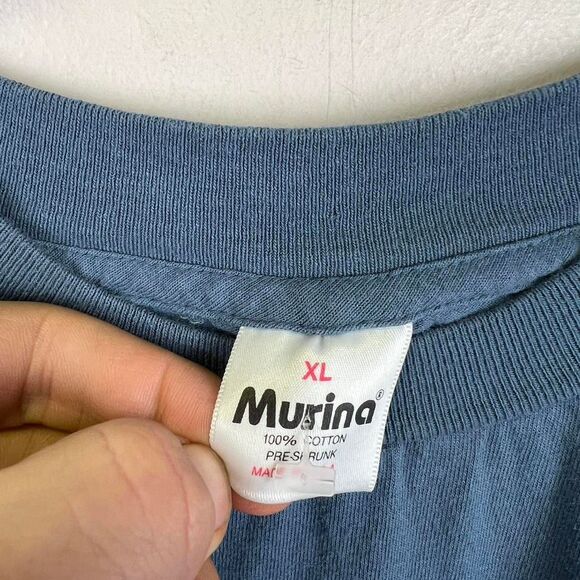 XL
Murina®
100% COTTON
PRE-SHRUNK